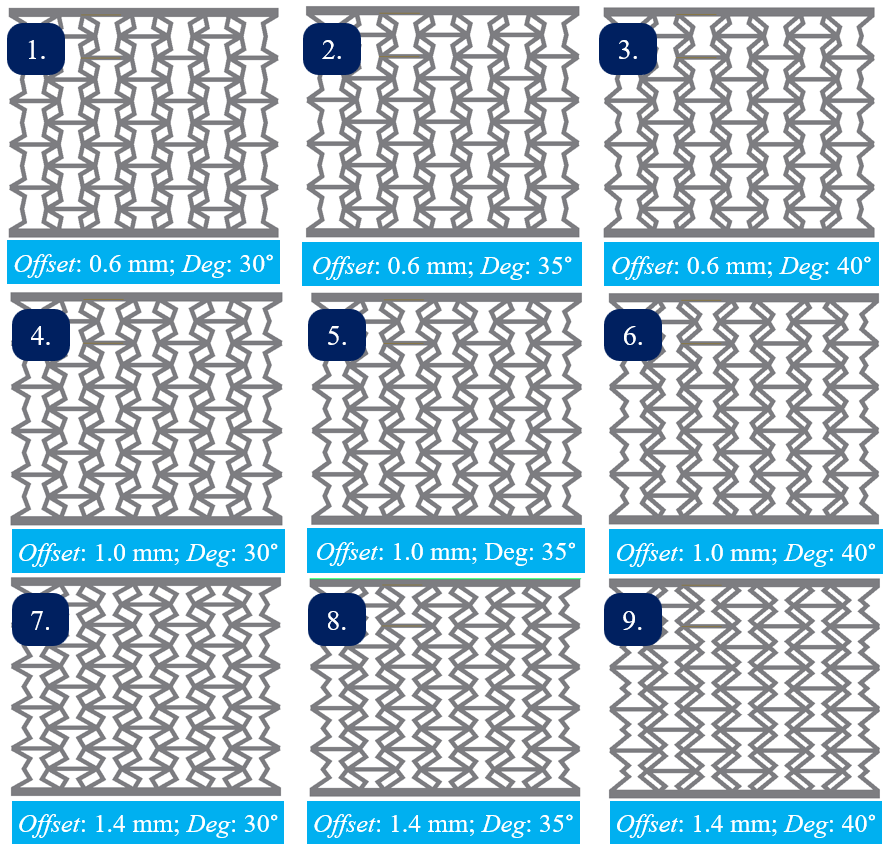 1.
2.
3.
Offset: 0.6 mm; Deg: 30°
Offset: 0.6 mm; Deg: 35°
Offset: 0.6 mm; Deg: 40°
4.
5.
6.
Offset: 1.0 mm; Deg: 30°
Offset: 1.0 mm; Deg: 35°
Offset: 1.0 mm; Deg: 40°
7.
8.
9.
Offset: 1.4 mm; Deg: 30°
Offset: 1.4 mm; Deg: 35°
Offset: 1.4 mm; Deg: 40°